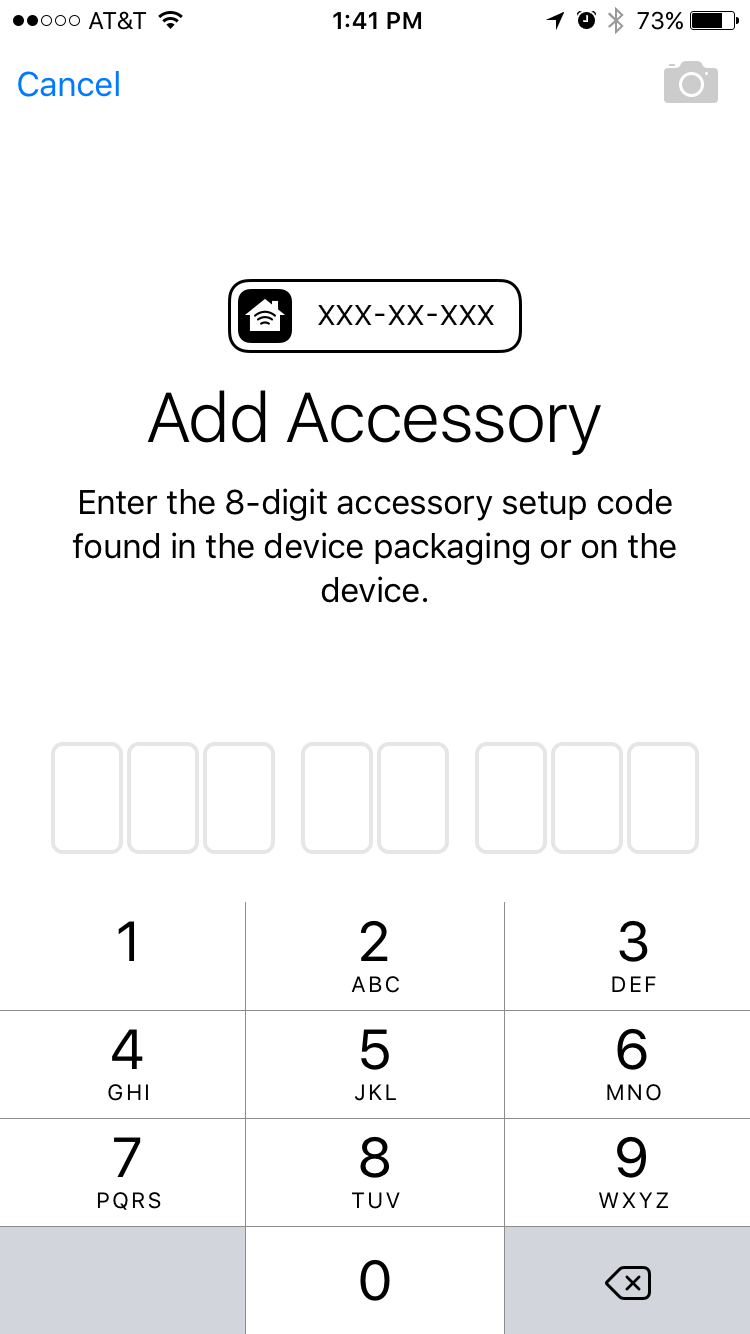 AT&T 1:41 PM 73%
Cancel
XXX-XX-XXX
Add Accessory
Enter the 8-digit accessory setup code
found in the device packaging or on the
device.
1 2 3
ABC DEF
4 5 6
GHI JKL MNO
7 8 9
PQRS TUV WXYZ
0